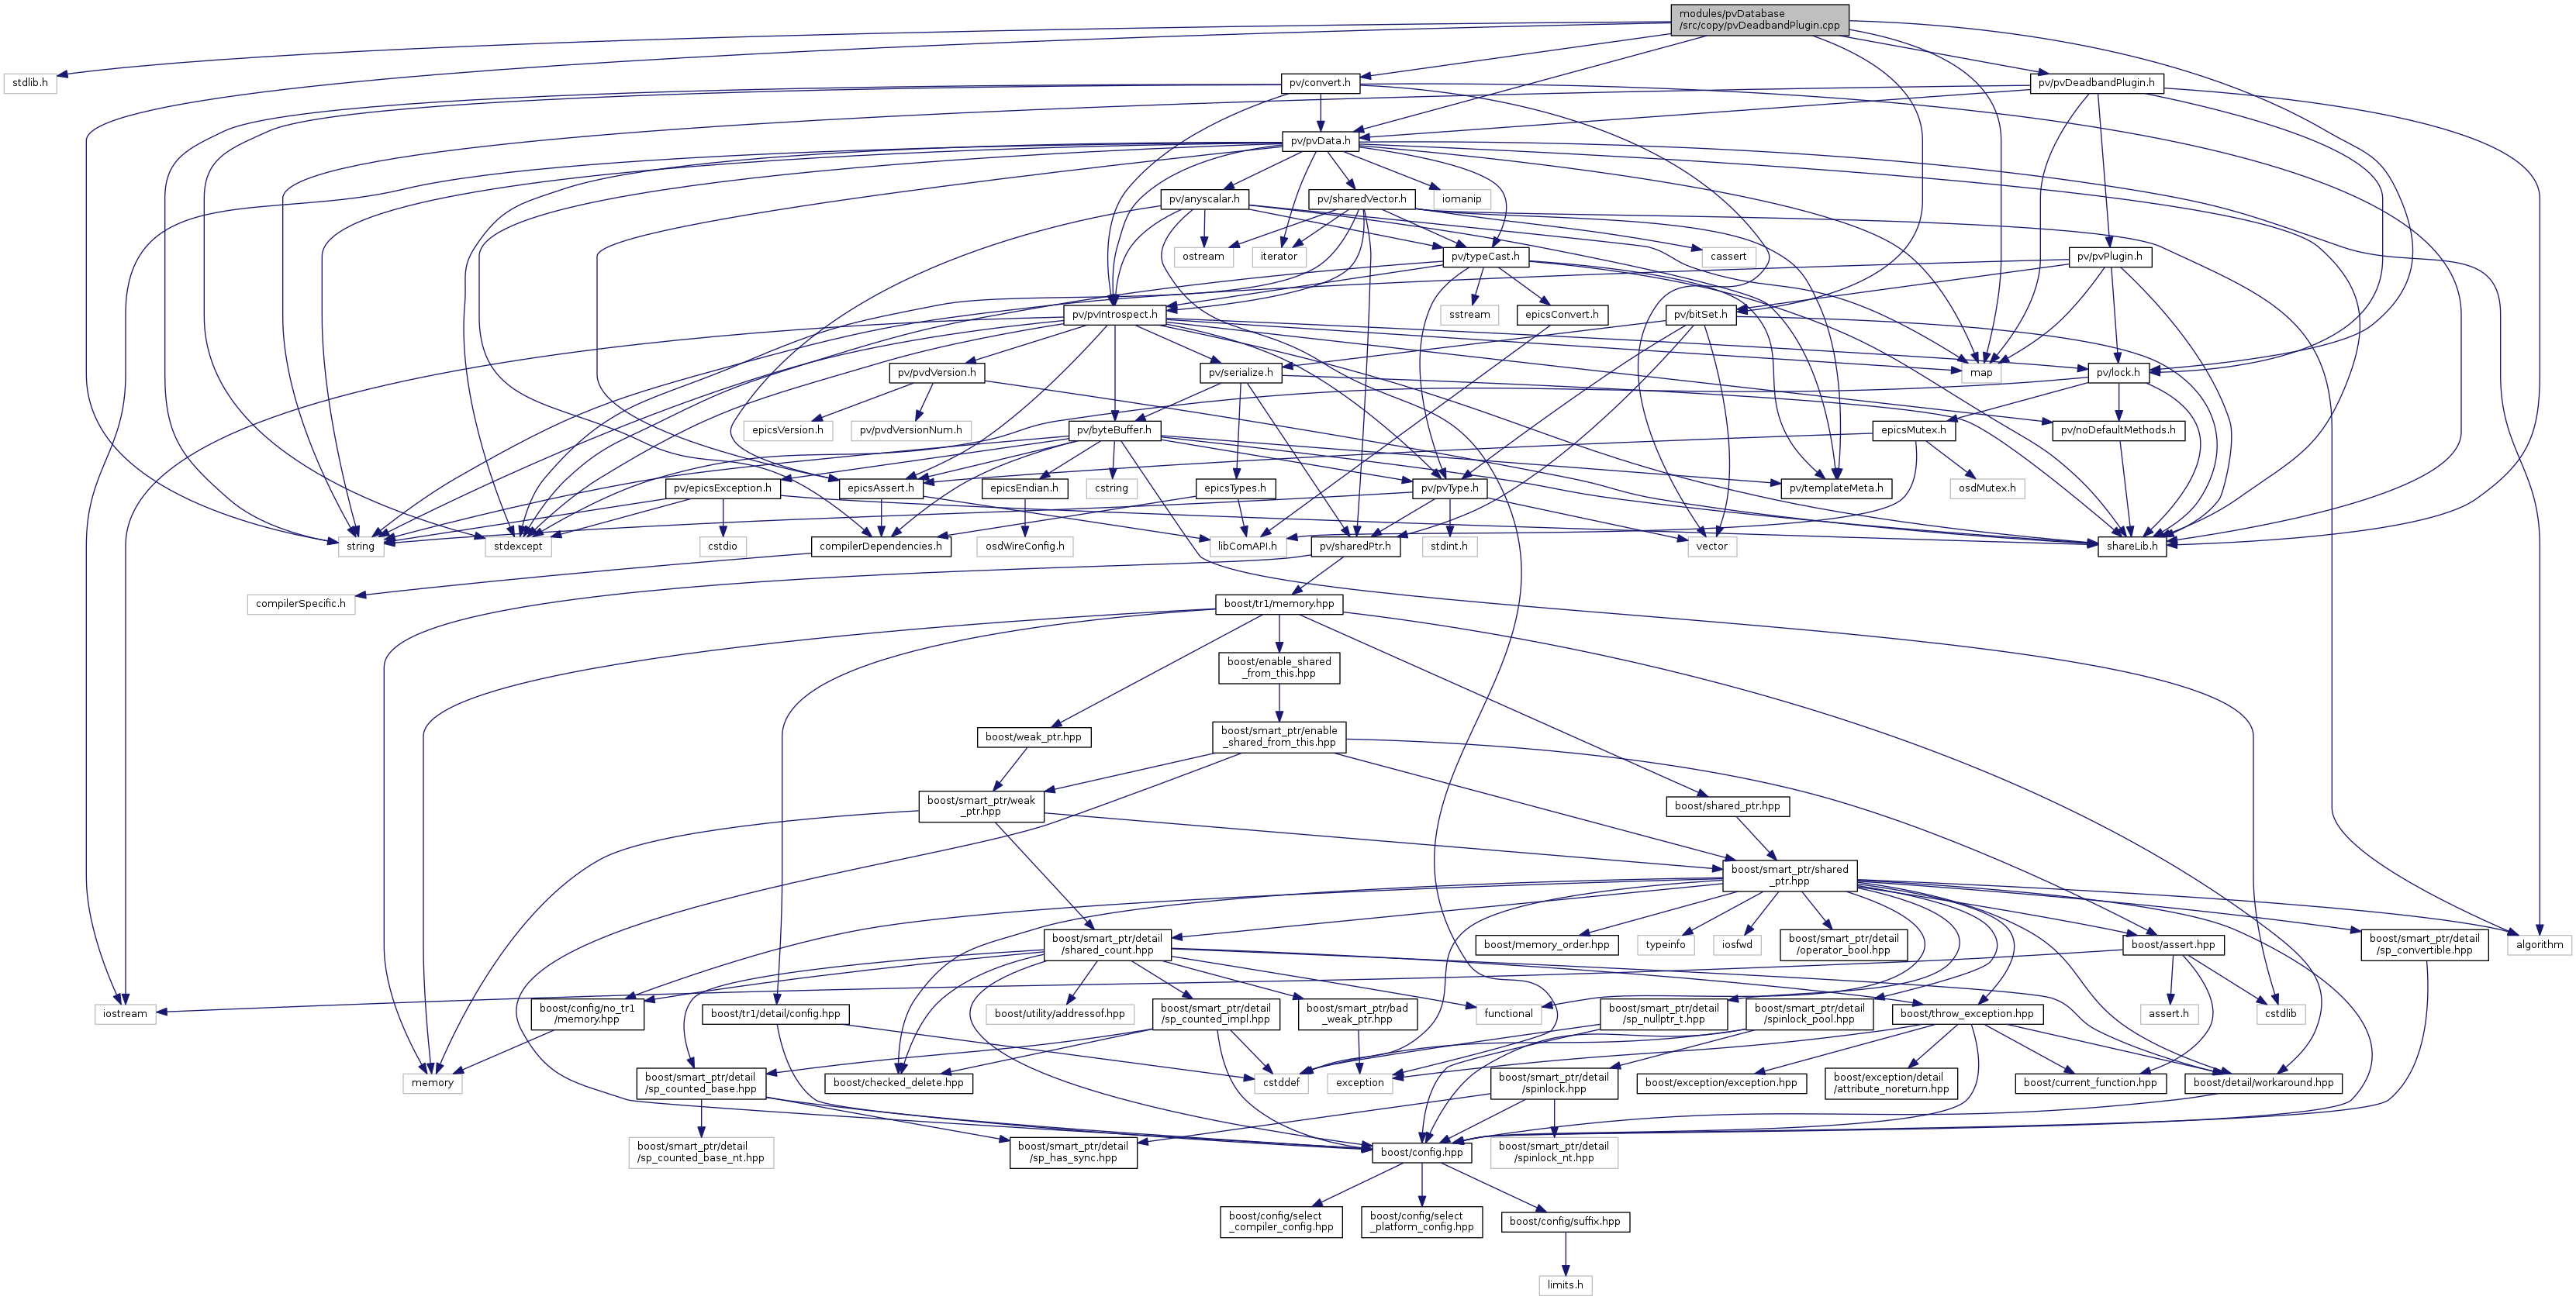 modules/pvDatabase
/src/copy/pvDeadbandPlugin.cpp
stdlib.h
pv/convert.h
pv/pvDeadbandPlugin.h
pv/pvData.h
pv/anyscalar.h
pv/sharedVector.h
iomanip
ostream
iterator
pv/typeCast.h
cassert
pv/pvPlugin.h
pv/pvIntrospect.h
sstream
epicsConvert.h
pv/bitSet.h
pv/pvdVersion.h
pv/serialize.h
map
pv/lock.h
epicsVersion.h
pv/pvdVersionNum.h
pv/byteBuffer.h
epicsMutex.h
pv/noDefaultMethods.h
pv/epicsException.h
epicsAssert.h
epicsEndian.h
cstring
epicsTypes.h
pv/pvType.h
pv/templateMeta.h
osdMutex.h
string
stdexcept
cstdio
compilerDependencies.h
osdWireConfig.h
libComAPI.h
pv/sharedPtr.h
stdint.h
vector
shareLib.h
compilerSpecific.h
boost/tr1/memory.hpp
boost/enable_shared
_from_this.hpp
boost/weak_ptr.hpp
boost/smart_ptr/enable
_shared_from_this.hpp
boost/smart_ptr/weak
_ptr.hpp
boost/shared_ptr.hpp
boost/smart_ptr/shared
_ptr.hpp
boost/smart_ptr/detail
/shared_count.hpp
boost/memory_order.hpp
typeinfo
iosfwd
boost/smart_ptr/detail
/operator_bool.hpp
boost/assert.hpp
boost/smart_ptr/detail
/sp_convertible.hpp
algorithm
iostream
boost/config/no_tr1
/memory.hpp
boost/tr1/detail/config.hpp
boost/utility/addressof.hpp
boost/smart_ptr/detail
/sp_counted_impl.hpp
boost/smart_ptr/bad
_weak_ptr.hpp
functional
boost/smart_ptr/detail
/sp_nullptr_t.hpp
boost/smart_ptr/detail
/spinlock_pool.hpp
boost/throw_exception.hpp
assert.h
cstdlib
memory
boost/smart_ptr/detail
/sp_counted_base.hpp
boost/checked_delete.hpp
cstddef
exception
boost/smart_ptr/detail
/spinlock.hpp
boost/exception/exception.hpp
boost/exception/detail
/attribute_noreturn.hpp
boost/current_function.hpp
boost/detail/workaround.hpp
boost/smart_ptr/detail
/sp_counted_base_nt.hpp
boost/smart_ptr/detail
/sp_has_sync.hpp
boost/config.hpp
boost/smart_ptr/detail
/spinlock_nt.hpp
boost/config/select
_compiler_config.hpp
boost/config/select
_platform_config.hpp
boost/config/suffix.hpp
limits.h